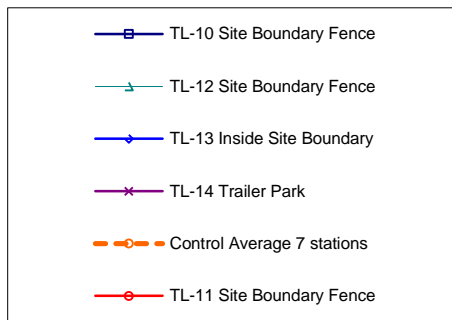 TL-10 Site Boundary Fence
TL-12 Site Boundary Fence
TL-13 Inside Site Boundary
TL-14 Trailer Park
Control Average 7 stations
TL-11 Site Boundary Fence